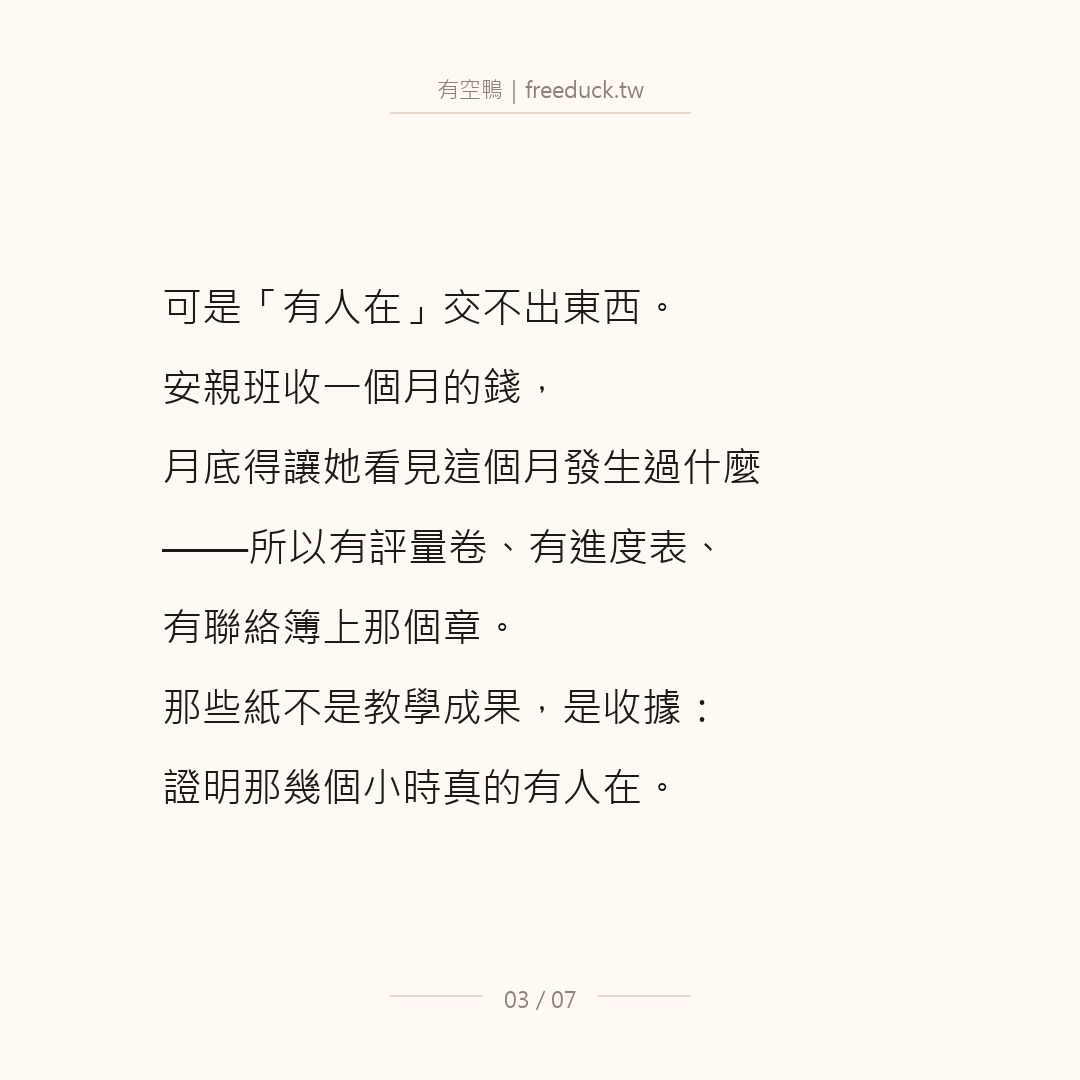 有空鴨｜freeduck.tw
可是「有人在」交不出東西。
安親班收一個月的錢，
月底得讓她看見這個月發生過什麼
——所以有評量卷、有進度表、
有聯絡簿上那個章。
那些紙不是教學成果，是收據：
證明那幾個小時真的有人在。
03 / 07